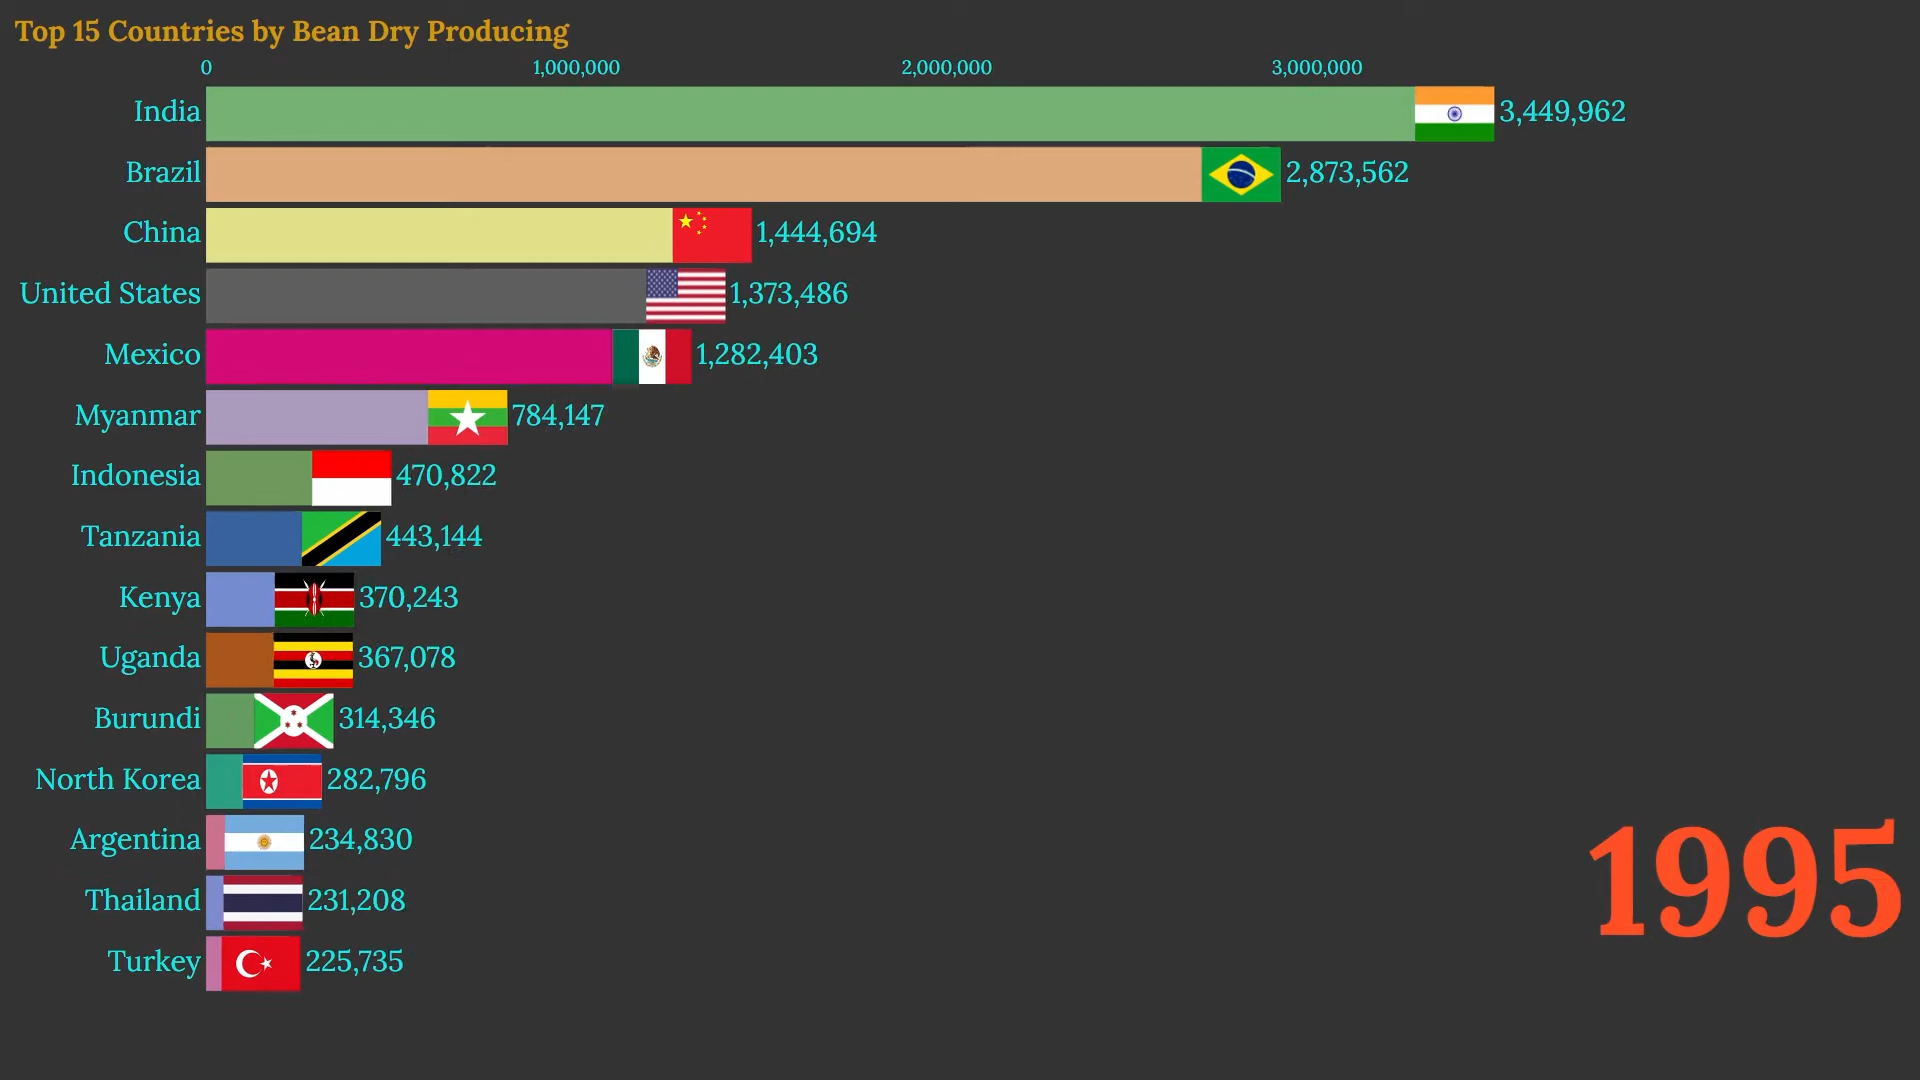 Top 15 Countries by Bean Dry Producing
0 1,000,000 2,000,000 3,000,000
India 3,449,962
Brazil 2,873,562
China 1,444,694
United States 1,373,486
Mexico 1,282,403
Myanmar 784,147
Indonesia 470,822
Tanzania 443,144
Kenya 370,243
Uganda 367,078
Burundi 314,346
North Korea 282,796
Argentina 234,830
Thailand 231,208
Turkey 225,735
1995